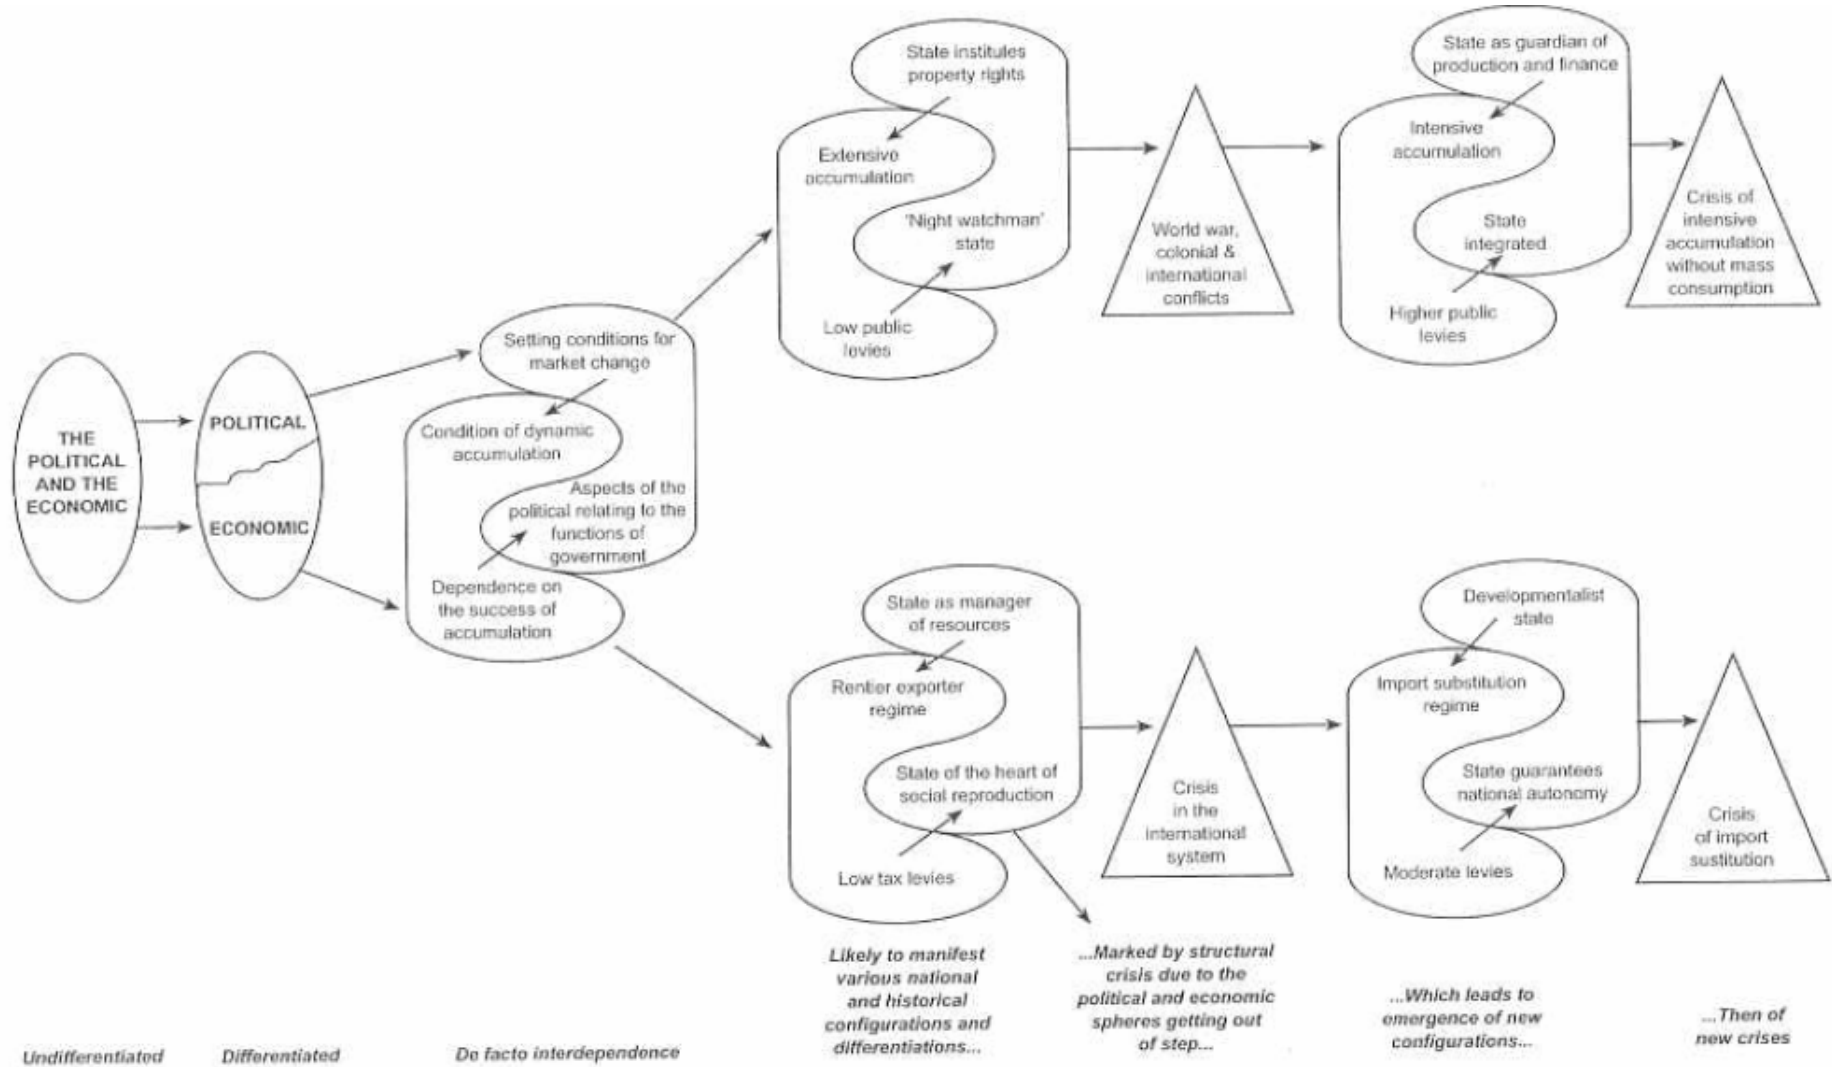 THE
POLITICAL
AND THE
ECONOMIC
POLITICAL
ECONOMIC
Setting conditions for
market change
Condition of dynamic
accumulation
Aspects of the
political relating to the
functions of
government
Dependence on
the success of
accumulation
State institules
property rights
Extensive
accumulation
'Night watchman'
state
Low public
levies
World war,
colonial &
international
conflicts
State as guardian of
production and finance
Intensive
accumulation
State
integrated
Higher public
levies
Crisis of
intensive
accumulation
without mass
consumption
State as manager
of resources
Rentier exporter
regime
State of the heart of
social reproduction
Low tax levies
Crisis
in the
international
system
Developmentalist
state
Import substitution
regime
State guarantees
national autonomy
Moderate levies
Crisis
of import
sustitution
Undifferentiated
Differentiated
De facto interdependence
Likely to manifest
various national
and historical
configurations and
differentiations...
...Marked by structural
crisis due to the
political and economic
spheres getting out
of step...
...Which leads to
emergence of new
configurations...
...Then of
new crises